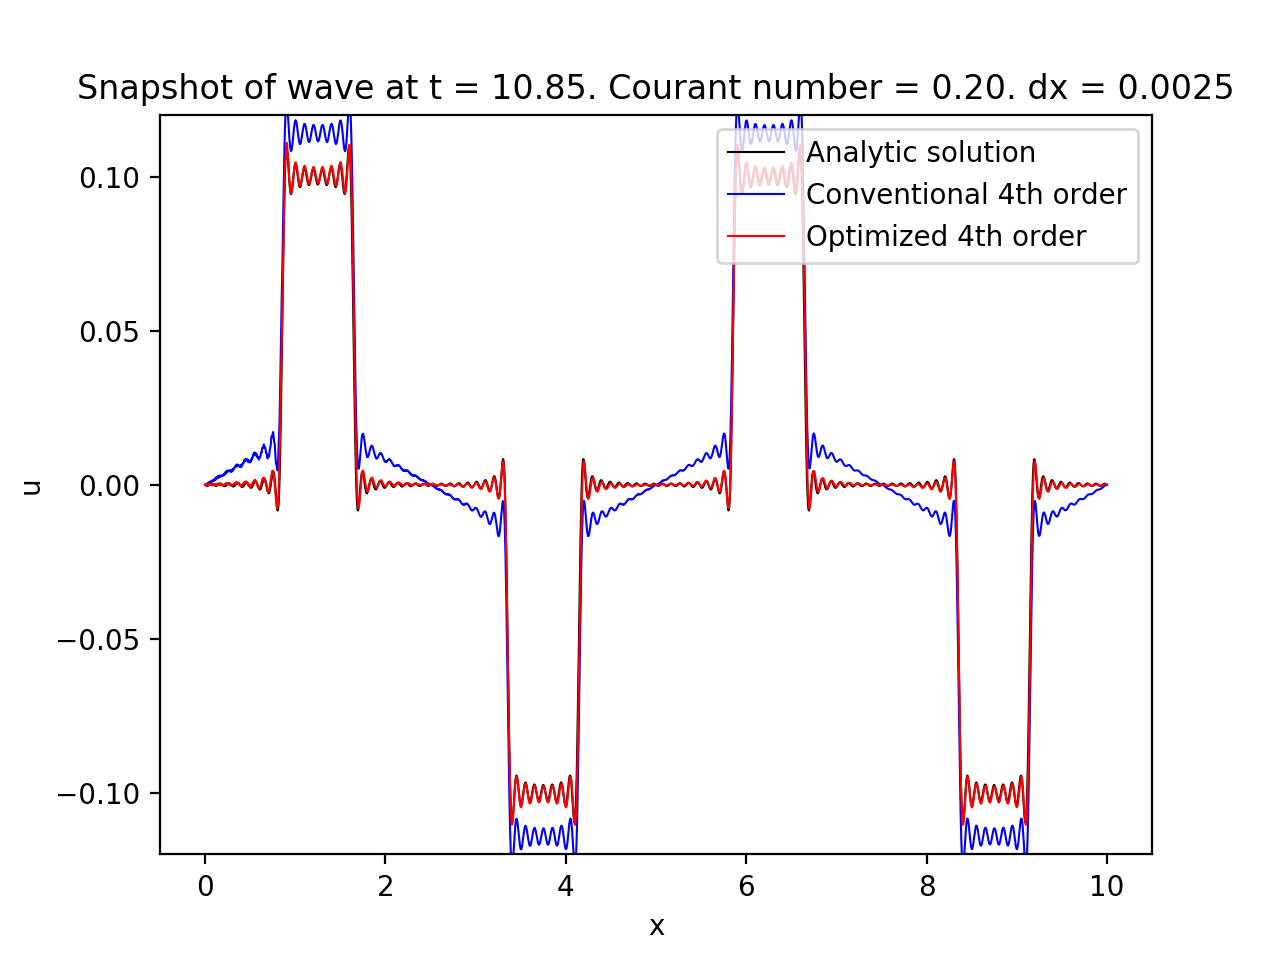 Snapshot of wave at t = 10.85. Courant number = 0.20. dx = 0.0025
Analytic solution
Conventional 4th order
Optimized 4th order
0.10
0.05
0.00
−0.05
−0.10
u
0 2 4 6 8 10
x